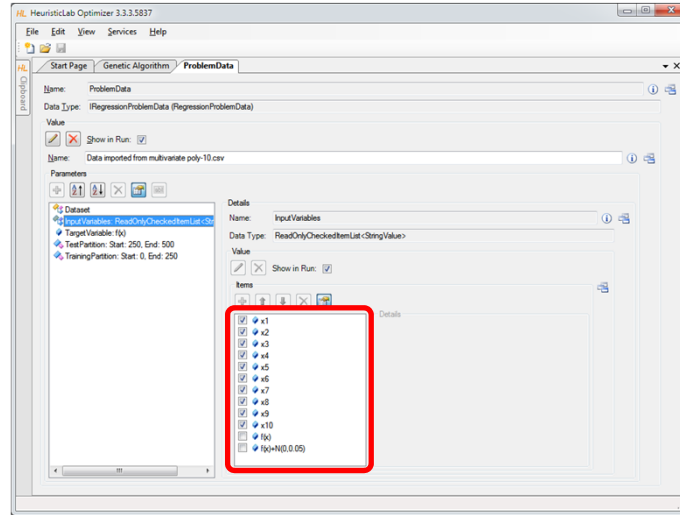 HL HeuristicLab Optimizer 3.3.3.5837
File Edit View Services Help
Start Page Genetic Algorithm ProblemData
HL Clipboard
Name: ProblemData
Data Type: IRegressionProblemData (RegressionProblemData)
Value
Show in Run:
Name: Data imported from multivariate poly-10.csv
Parameters
Dataset
InputVariables: ReadOnlyCheckedItemList<Str
TargetVariable: f(x)
TestPartition: Start: 250, End: 500
TrainingPartition: Start: 0, End: 250
Details
Name: InputVariables
Data Type: ReadOnlyCheckedItemList<StringValue>
Value
Show in Run:
Items
x1
x2
x3
x4
x5
x6
x7
x8
x9
x10
f(x)
f(x)+N(0,0.05)
Details